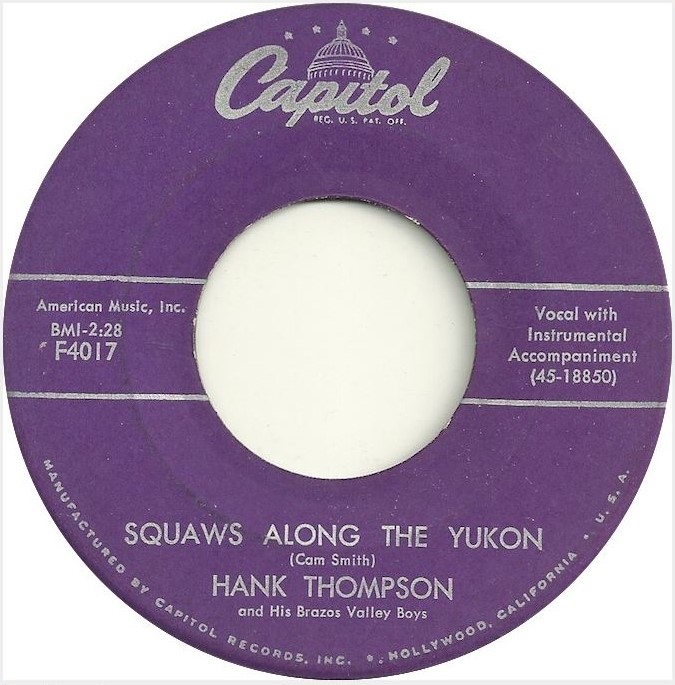 Capitol
REG. U. S. PAT. OFF.
American Music, Inc.
BMI-2:28
F4017
Vocal with
Instrumental
Accompaniment
(45-18850)
SQUAWS ALONG THE YUKON
(Cam Smith)
HANK THOMPSON
and His Brazos Valley Boys
MANUFACTURED BY CAPITOL RECORDS, INC. • HOLLYWOOD, CALIFORNIA • U. S. A.